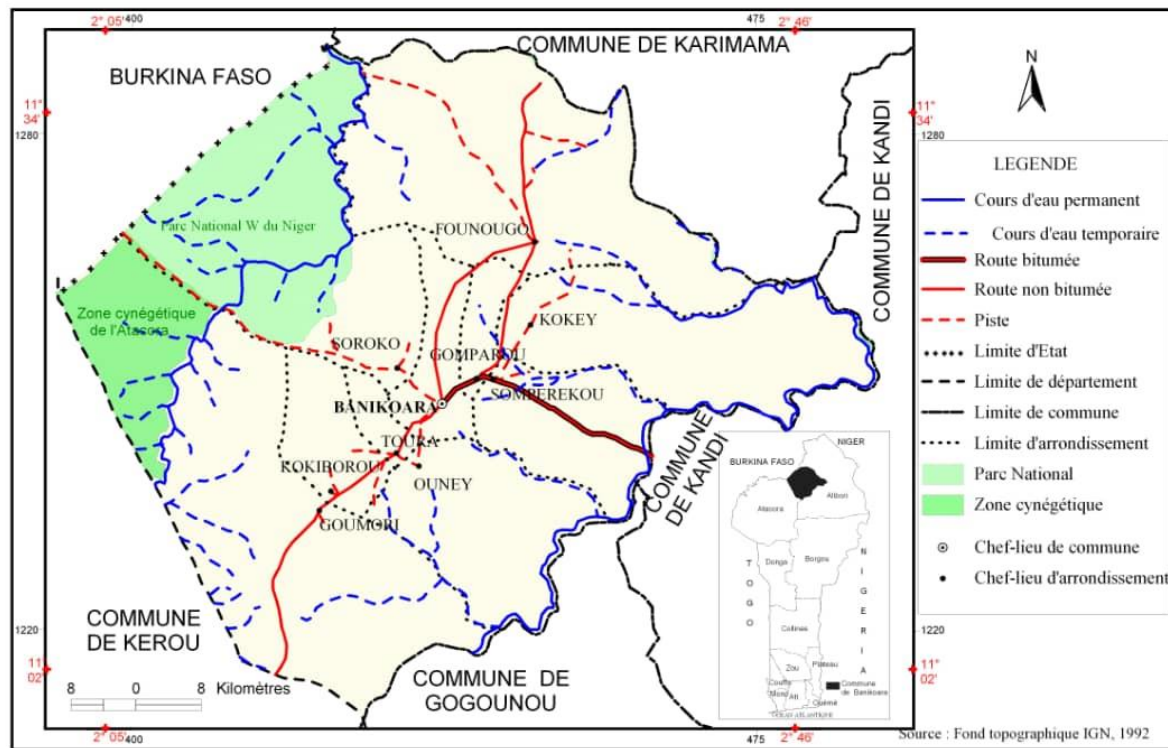 2° 05'
400
475
2° 46'
COMMUNE DE KARIMAMA
BURKINA FASO
N
11°
34'
1280
11°
34'
1280
COMMUNE DE KANDI
Parc National W du Niger
FOUNOUGO
Zone cynégétique
de l'Atacora
KOKEY
SOROKO
GOMPAROU
SOMPEREKOU
BANIKOARA
TOURA
KOKIBOROU
OUNEY
GOUMORI
COMMUNE
DE KANDI
COMMUNE
DE KEROU
COMMUNE DE
GOGOUNOU
1220
11°
02'
1220
11°
02'
8 0 8 Kilomètres
2° 05'
400
475
2° 46'
LEGENDE
Cours d'eau permanent
Cours d'eau temporaire
Route bitumée
Route non bitumée
Piste
Limite d'Etat
Limite de département
Limite de commune
Limite d'arrondissement
Parc National
Zone cynégétique
Chef-lieu de commune
Chef-lieu d'arrondissement
NIGER
BURKINA FASO
Alibori
Atacora
Donga
Borgou
TOGO
NIGERIA
Collines
Zou
Plateau
Couffo
Mono
Atl
Ouémé
Commune
de Banikoara
OCEAN ATLANTIQUE
Source : Fond topographique IGN, 1992